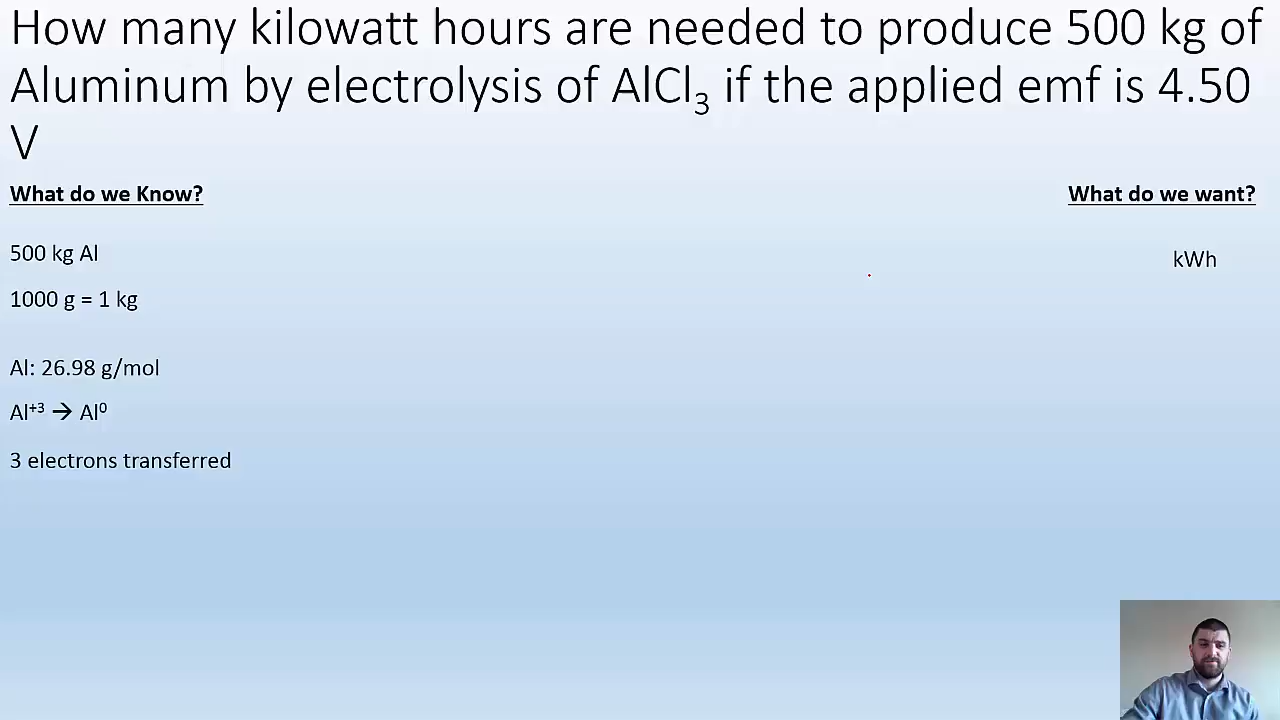 How many kilowatt hours are needed to produce 500 kg of
Aluminum by electrolysis of AlCl₃ if the applied emf is 4.50
V
What do we Know?
What do we want?
500 kg Al
kWh
1000 g = 1 kg
Al: 26.98 g/mol
Al⁺³ → Al⁰
3 electrons transferred